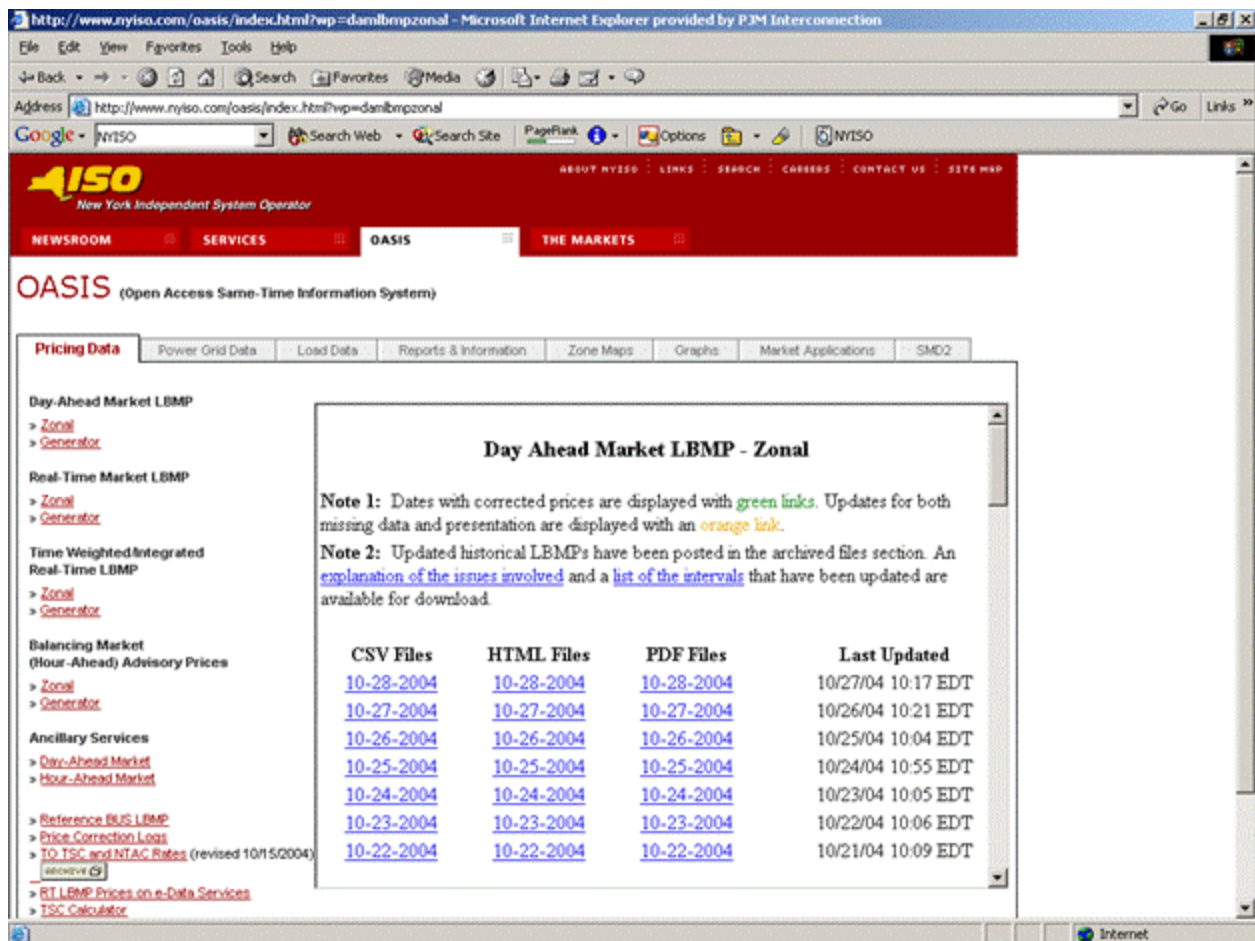 http://www.nyiso.com/oasis/index.html?wp=damlbmpzonal - Microsoft Internet Explorer provided by PJM Interconnection
File Edit View Favorites Tools Help
Back Search Favorites Media
Address http://www.nyiso.com/oasis/index.html?wp=damlbmpzonal Go Links »
Google NYISO Search Web Search Site PageRank Options NYISO
ABOUT NYISO LINKS SEARCH CAREERS CONTACT US SITE MAP
ISO
New York Independent System Operator
NEWSROOM SERVICES OASIS THE MARKETS
OASIS (Open Access Same-Time Information System)
Pricing Data Power Grid Data Load Data Reports & Information Zone Maps Graphs Market Applications SMD2
Day-Ahead Market LBMP
» Zonal
» Generator
Real-Time Market LBMP
» Zonal
» Generator
Time Weighted/Integrated
Real-Time LBMP
» Zonal
» Generator
Balancing Market
(Hour-Ahead) Advisory Prices
» Zonal
» Generator
Ancillary Services
» Day-Ahead Market
» Hour-Ahead Market
» Reference BUS LBMP
» Price Correction Logs
» TO TSC and NTAC Rates (revised 10/15/2004)
ARCHIVE
» RT LBMP Prices on e-Data Services
» TSC Calculator
Day Ahead Market LBMP - Zonal
Note 1: Dates with corrected prices are displayed with green links. Updates for both
missing data and presentation are displayed with an orange link.
Note 2: Updated historical LBMPs have been posted in the archived files section. An
explanation of the issues involved and a list of the intervals that have been updated are
available for download.
CSV Files HTML Files PDF Files Last Updated
10-28-2004 10-28-2004 10-28-2004 10/27/04 10:17 EDT
10-27-2004 10-27-2004 10-27-2004 10/26/04 10:21 EDT
10-26-2004 10-26-2004 10-26-2004 10/25/04 10:04 EDT
10-25-2004 10-25-2004 10-25-2004 10/24/04 10:55 EDT
10-24-2004 10-24-2004 10-24-2004 10/23/04 10:05 EDT
10-23-2004 10-23-2004 10-23-2004 10/22/04 10:06 EDT
10-22-2004 10-22-2004 10-22-2004 10/21/04 10:09 EDT
Internet